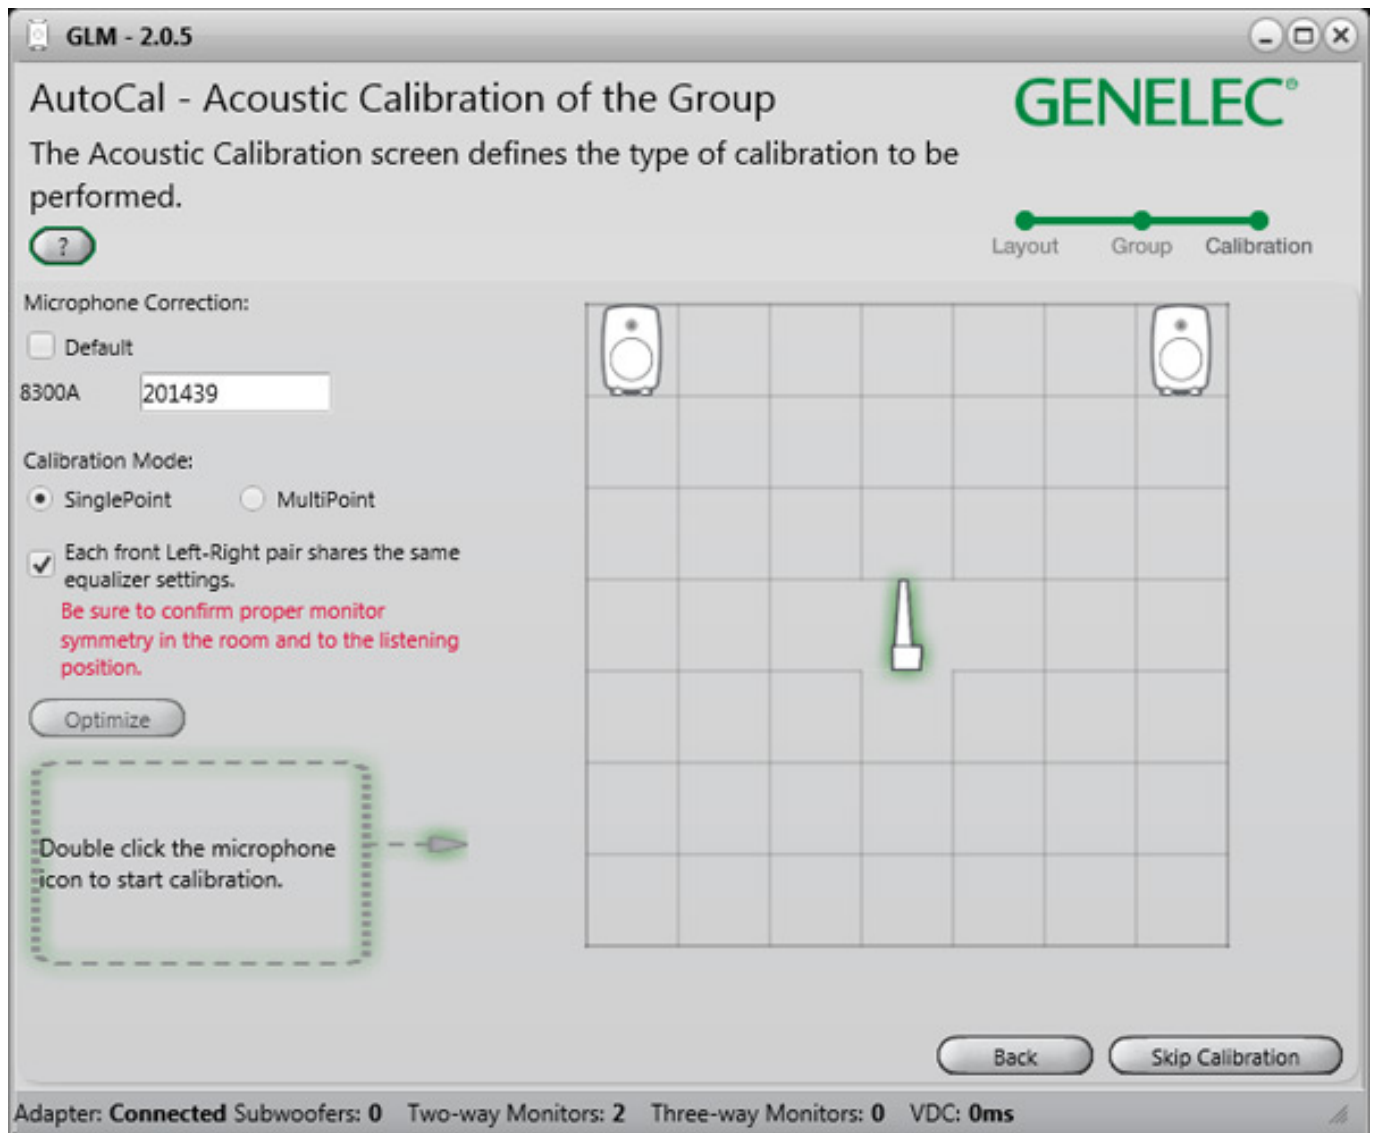 GLM - 2.0.5
AutoCal - Acoustic Calibration of the Group
GENELEC®
The Acoustic Calibration screen defines the type of calibration to be
performed.
?
Layout Group Calibration
Microphone Correction:
Default
8300A 201439
Calibration Mode:
SinglePoint MultiPoint
Each front Left-Right pair shares the same
equalizer settings.
Be sure to confirm proper monitor
symmetry in the room and to the listening
position.
Optimize
Double click the microphone
icon to start calibration.
Back Skip Calibration
Adapter: Connected Subwoofers: 0 Two-way Monitors: 2 Three-way Monitors: 0 VDC: 0ms